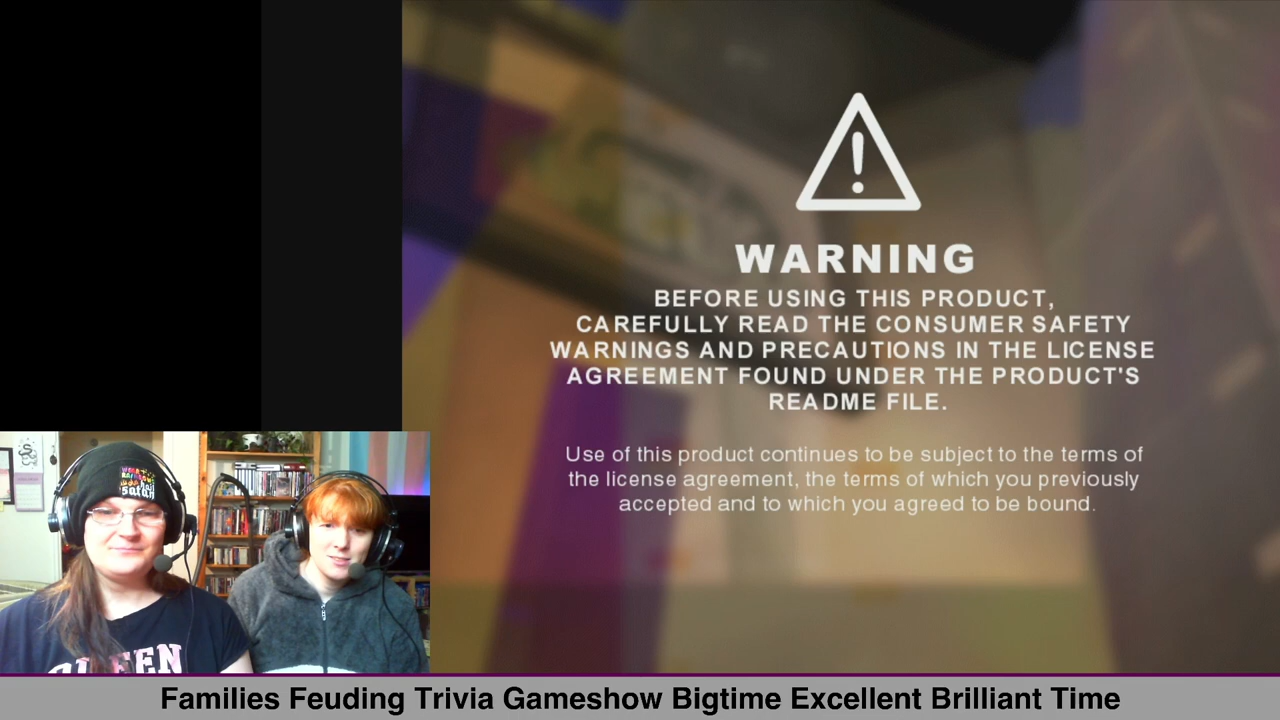 WARNING
BEFORE USING THIS PRODUCT,
CAREFULLY READ THE CONSUMER SAFETY
WARNINGS AND PRECAUTIONS IN THE LICENSE
AGREEMENT FOUND UNDER THE PRODUCT'S
README FILE.
Use of this product continues to be subject to the terms of
the license agreement, the terms of which you previously
accepted and to which you agreed to be bound.
satan
QUEEN
Families Feuding Trivia Gameshow Bigtime Excellent Brilliant Time